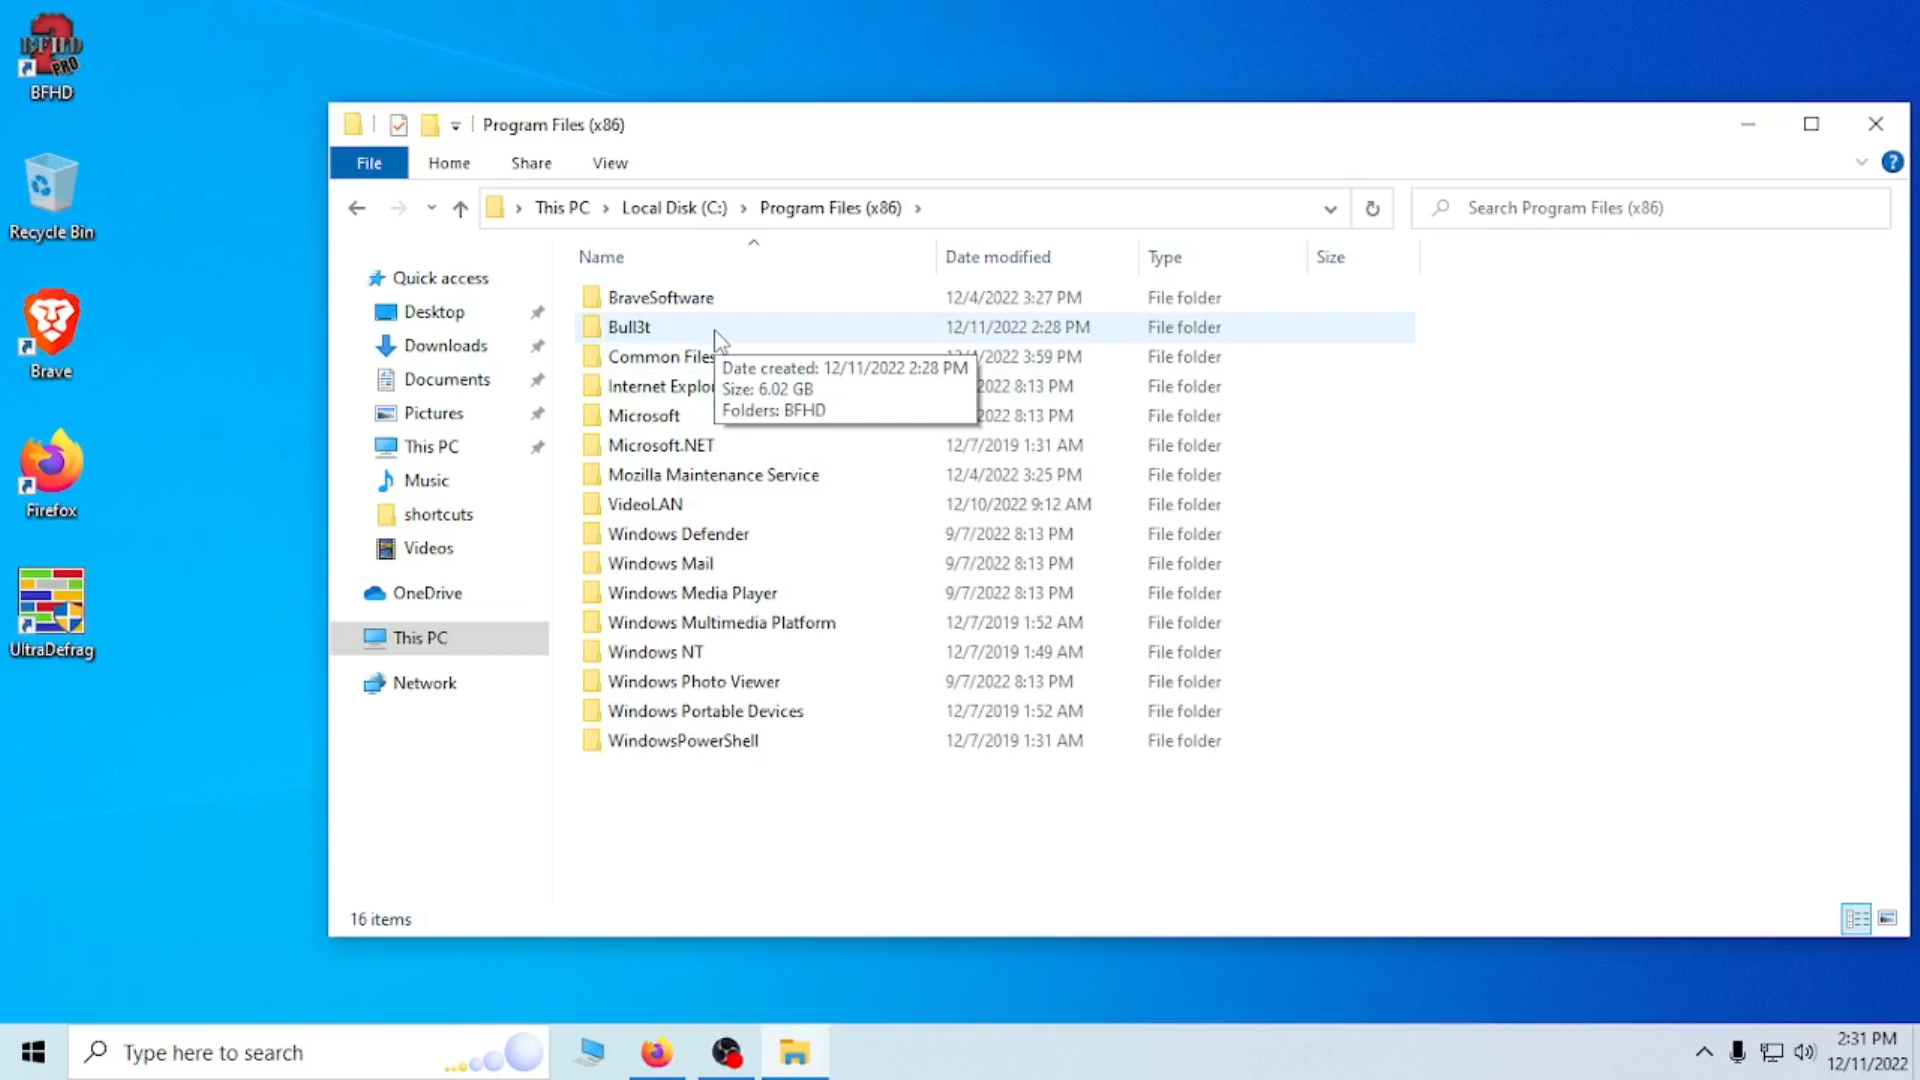 BFHD
PRO
BFHD
Recycle Bin
Brave
Firefox
UltraDefrag
Program Files (x86)
File Home Share View
This PC Local Disk (C:) Program Files (x86)
Search Program Files (x86)
Quick access
Desktop
Downloads
Documents
Pictures
This PC
Music
shortcuts
Videos
OneDrive
This PC
Network
Name Date modified Type Size
BraveSoftware 12/4/2022 3:27 PM File folder
Bull3t 12/11/2022 2:28 PM File folder
Common Files /2022 3:59 PM File folder
Internet Explor 2022 8:13 PM File folder
Microsoft 2022 8:13 PM File folder
Date created: 12/11/2022 2:28 PM
Size: 6.02 GB
Folders: BFHD
Microsoft.NET 12/7/2019 1:31 AM File folder
Mozilla Maintenance Service 12/4/2022 3:25 PM File folder
VideoLAN 12/10/2022 9:12 AM File folder
Windows Defender 9/7/2022 8:13 PM File folder
Windows Mail 9/7/2022 8:13 PM File folder
Windows Media Player 9/7/2022 8:13 PM File folder
Windows Multimedia Platform 12/7/2019 1:52 AM File folder
Windows NT 12/7/2019 1:49 AM File folder
Windows Photo Viewer 9/7/2022 8:13 PM File folder
Windows Portable Devices 12/7/2019 1:52 AM File folder
WindowsPowerShell 12/7/2019 1:31 AM File folder
16 items
Type here to search
2:31 PM
12/11/2022